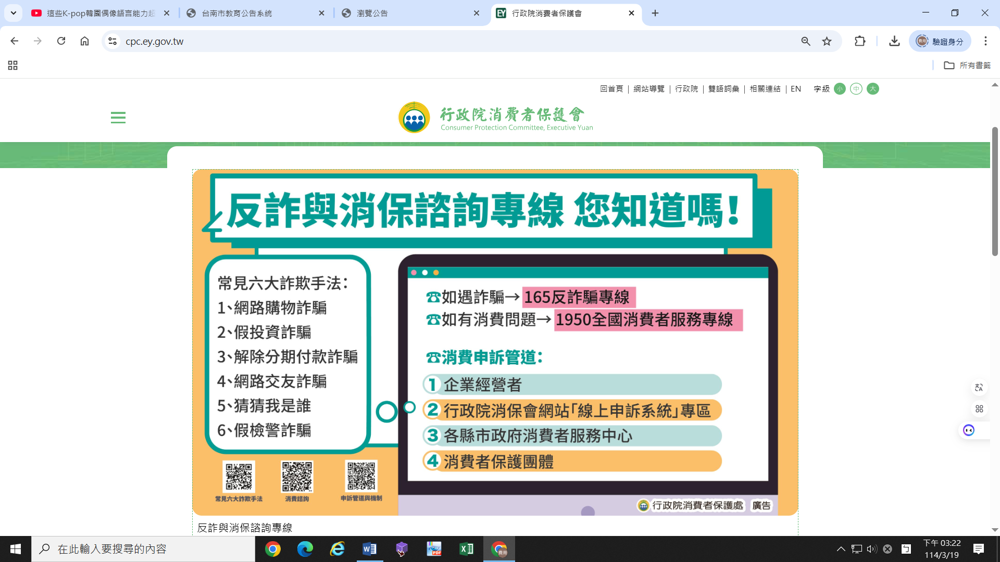 這些K-pop韓團偶像語言能力超
台南市教育公告系統
瀏覽公告
行政院消費者保護會
cpc.ey.gov.tw
驗證身分
所有書籤
回首頁 | 網站導覽 | 行政院 | 雙語詞彙 | 相關連結 | EN 字級 小 中 大
行政院消費者保護會
Consumer Protection Committee, Executive Yuan
反詐與消保諮詢專線 您知道嗎!
常見六大詐欺手法:
1、網路購物詐騙
2、假投資詐騙
3、解除分期付款詐騙
4、網路交友詐騙
5、猜猜我是誰
6、假檢警詐騙
常見六大詐欺手法
消費諮詢
申訴管道與機制
☎如遇詐騙→165反詐騙專線
☎如有消費問題→1950全國消費者服務專線
☎消費申訴管道:
1 企業經營者
2 行政院消保會網站「線上申訴系統」專區
3 各縣市政府消費者服務中心
4 消費者保護團體
行政院消費者保護處 廣告
反詐與消保諮詢專線
在此輸入要搜尋的內容
下午 03:22
114/3/19